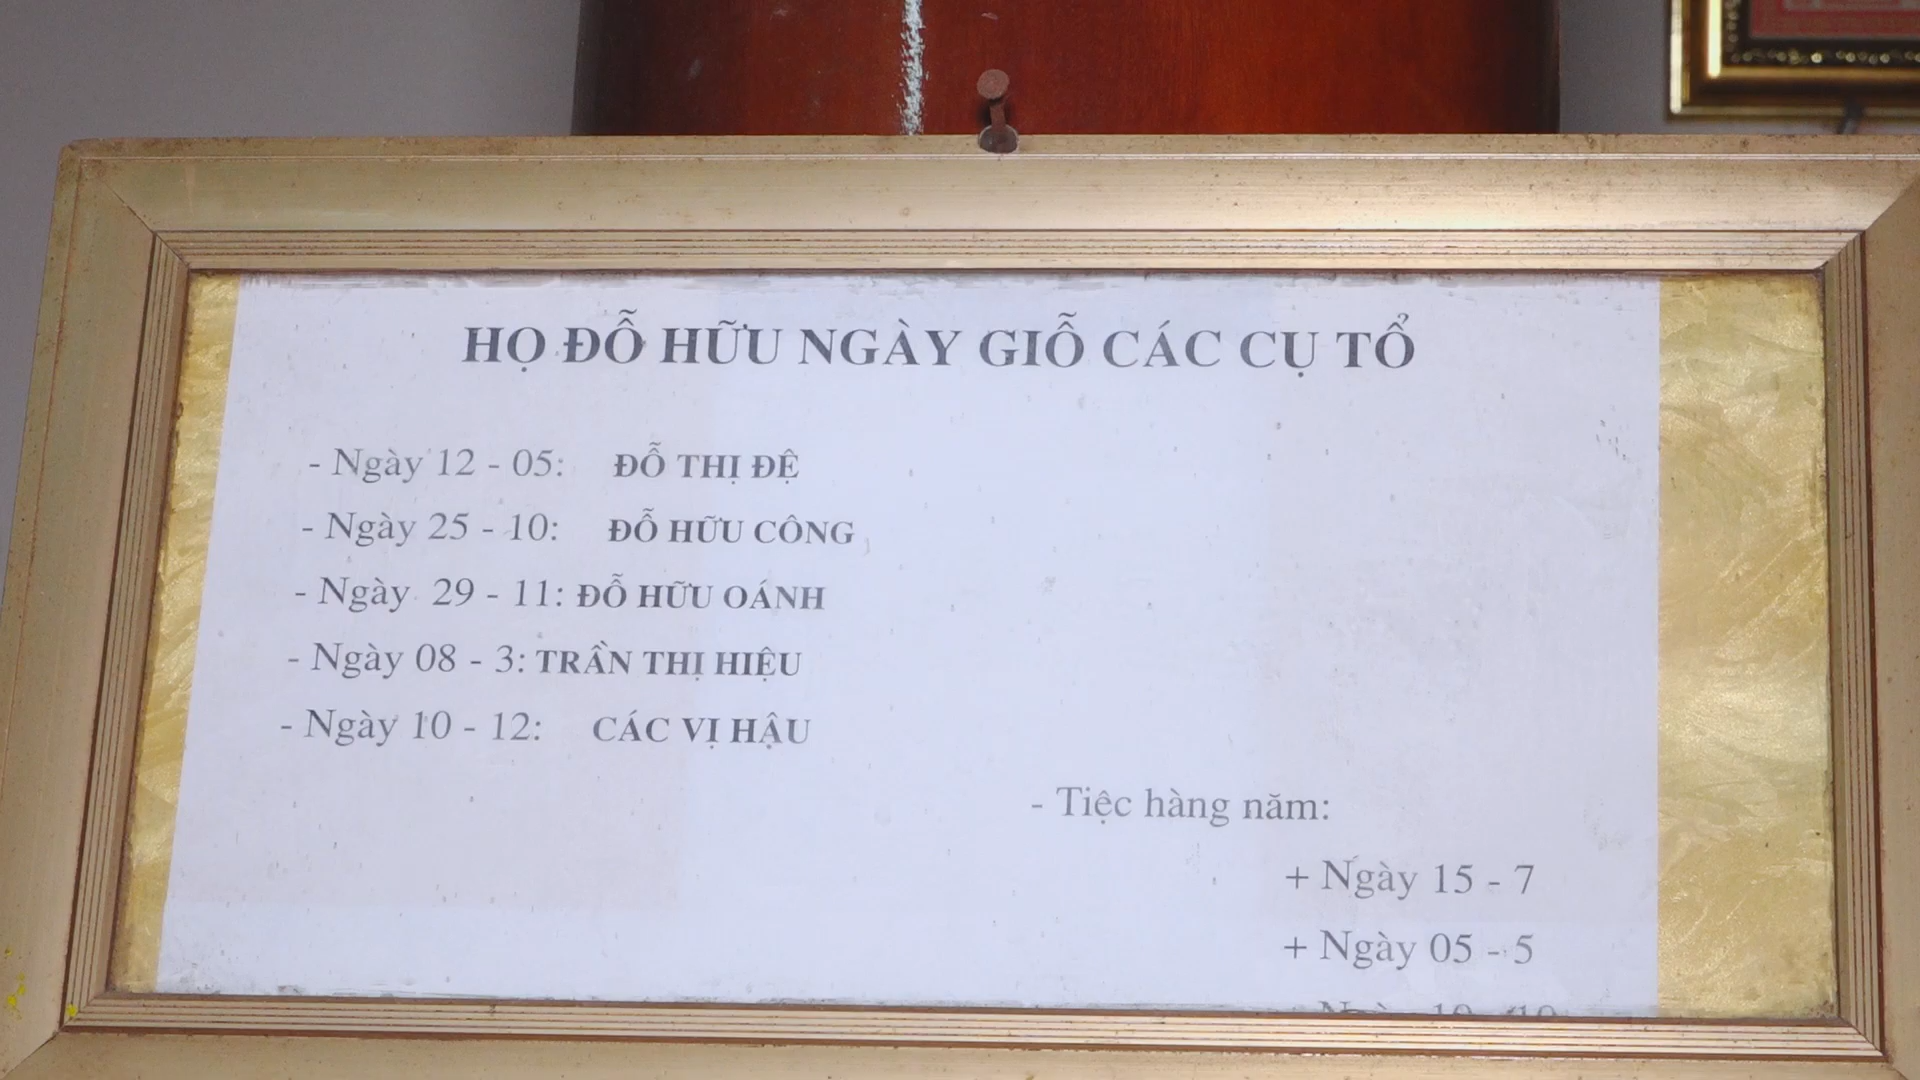 HỌ ĐỖ HỮU NGÀY GIỖ CÁC CỤ TỔ
- Ngày 12 - 05: ĐỖ THỊ ĐỆ
- Ngày 25 - 10: ĐỖ HỮU CÔNG
- Ngày 29 - 11: ĐỖ HỮU OÁNH
- Ngày 08 - 3: TRẦN THỊ HIỆU
- Ngày 10 - 12: CÁC VỊ HẬU
- Tiệc hàng năm:
+ Ngày 15 - 7
+ Ngày 05 - 5